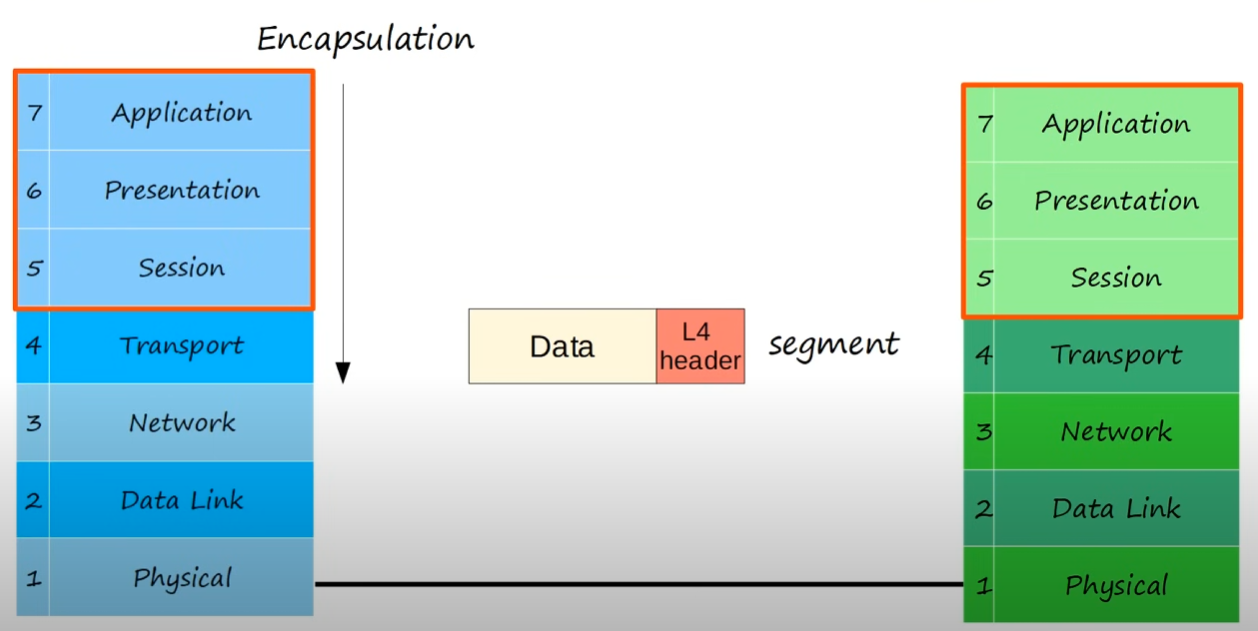 Encapsulation
7 Application
6 Presentation
5 Session
4 Transport
3 Network
2 Data Link
1 Physical
Data
L4
header
segment
7 Application
6 Presentation
5 Session
4 Transport
3 Network
2 Data Link
1 Physical